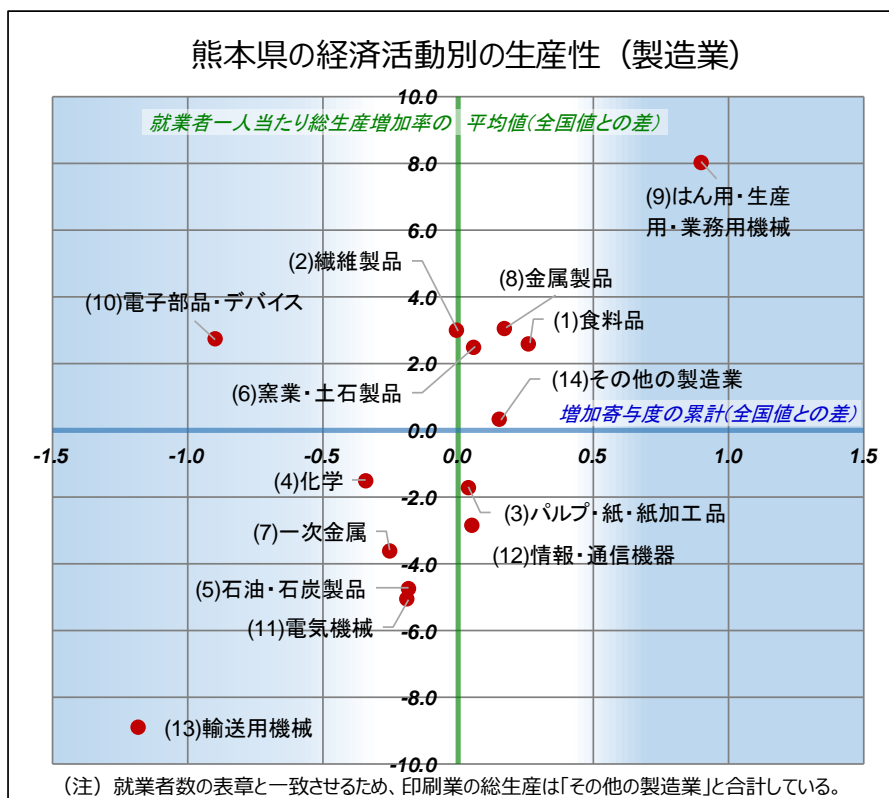 熊本県の経済活動別の生産性（製造業）
10.0
就業者一人当たり総生産増加率の 平均値(全国値との差)
8.0
(9)はん用・生産
用・業務用機械
6.0
(2)繊維製品
(8)金属製品
4.0
(10)電子部品・デバイス
(1)食料品
2.0
(6)窯業・土石製品
(14)その他の製造業
増加寄与度の累計(全国値との差)
0.0
-1.5 -1.0 -0.5 0.0 0.5 1.0 1.5
(4)化学
-2.0
(3)パルプ・紙・紙加工品
(7)一次金属
(12)情報・通信機器
-4.0
(5)石油・石炭製品
(11)電気機械
-6.0
-8.0
(13)輸送用機械
-10.0
（注）就業者数の表章と一致させるため、印刷業の総生産は「その他の製造業」と合計している。